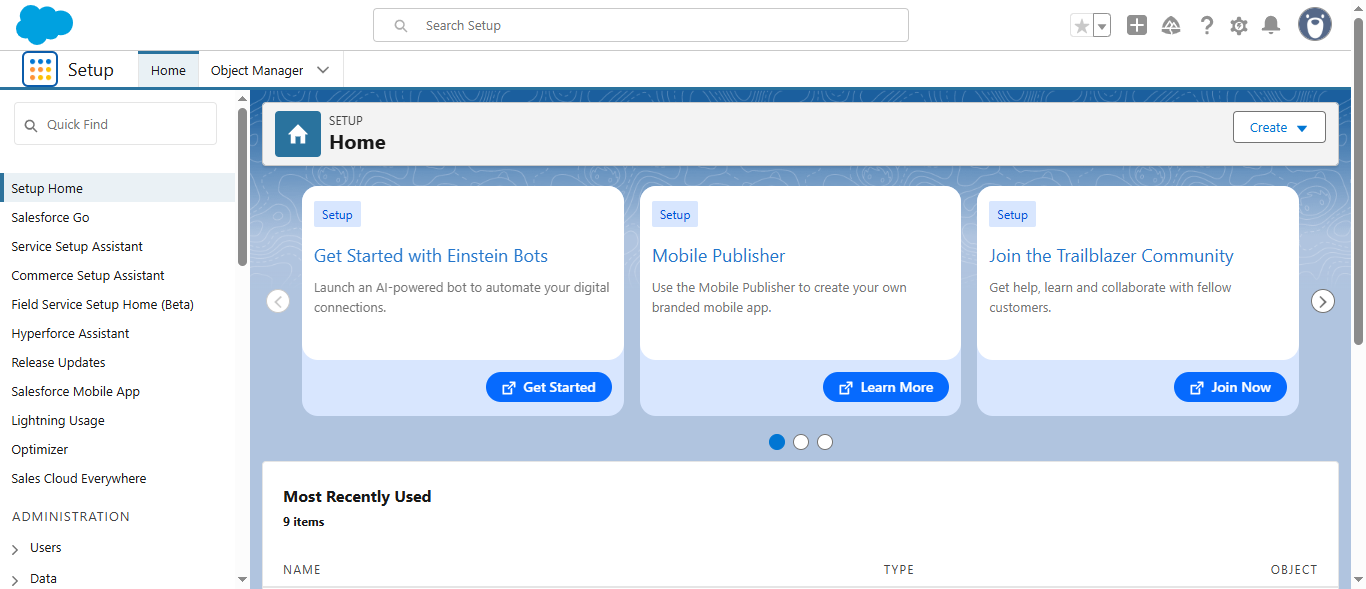 Search Setup
Setup
Home
Object Manager
Quick Find
Setup Home
Salesforce Go
Service Setup Assistant
Commerce Setup Assistant
Field Service Setup Home (Beta)
Hyperforce Assistant
Release Updates
Salesforce Mobile App
Lightning Usage
Optimizer
Sales Cloud Everywhere
ADMINISTRATION
Users
Data
SETUP
Home
Create
Setup
Get Started with Einstein Bots
Launch an AI-powered bot to automate your digital
connections.
Get Started
Setup
Mobile Publisher
Use the Mobile Publisher to create your own
branded mobile app.
Learn More
Setup
Join the Trailblazer Community
Get help, learn and collaborate with fellow
customers.
Join Now
Most Recently Used
9 items
NAME
TYPE
OBJECT